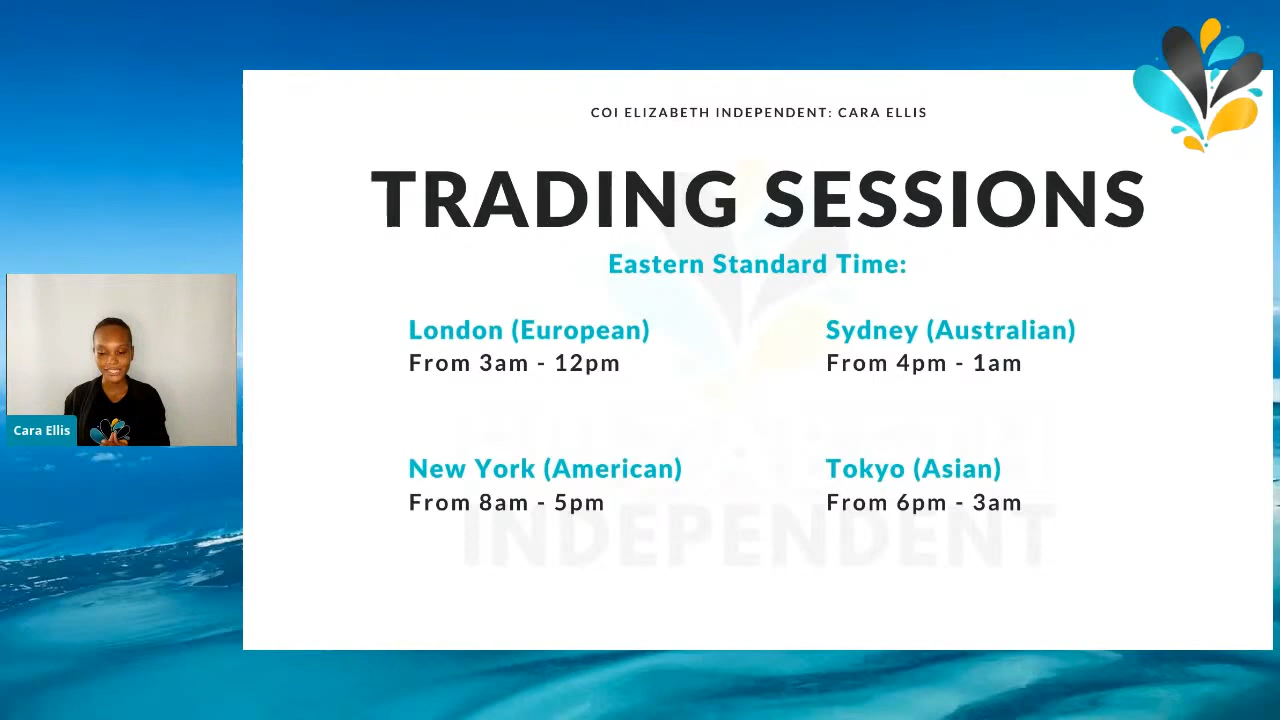 COI ELIZABETH INDEPENDENT: CARA ELLIS
TRADING SESSIONS
Eastern Standard Time:
London (European)
From 3am - 12pm
Sydney (Australian)
From 4pm - 1am
New York (American)
From 8am - 5pm
Tokyo (Asian)
From 6pm - 3am
INDEPENDENT
Cara Ellis